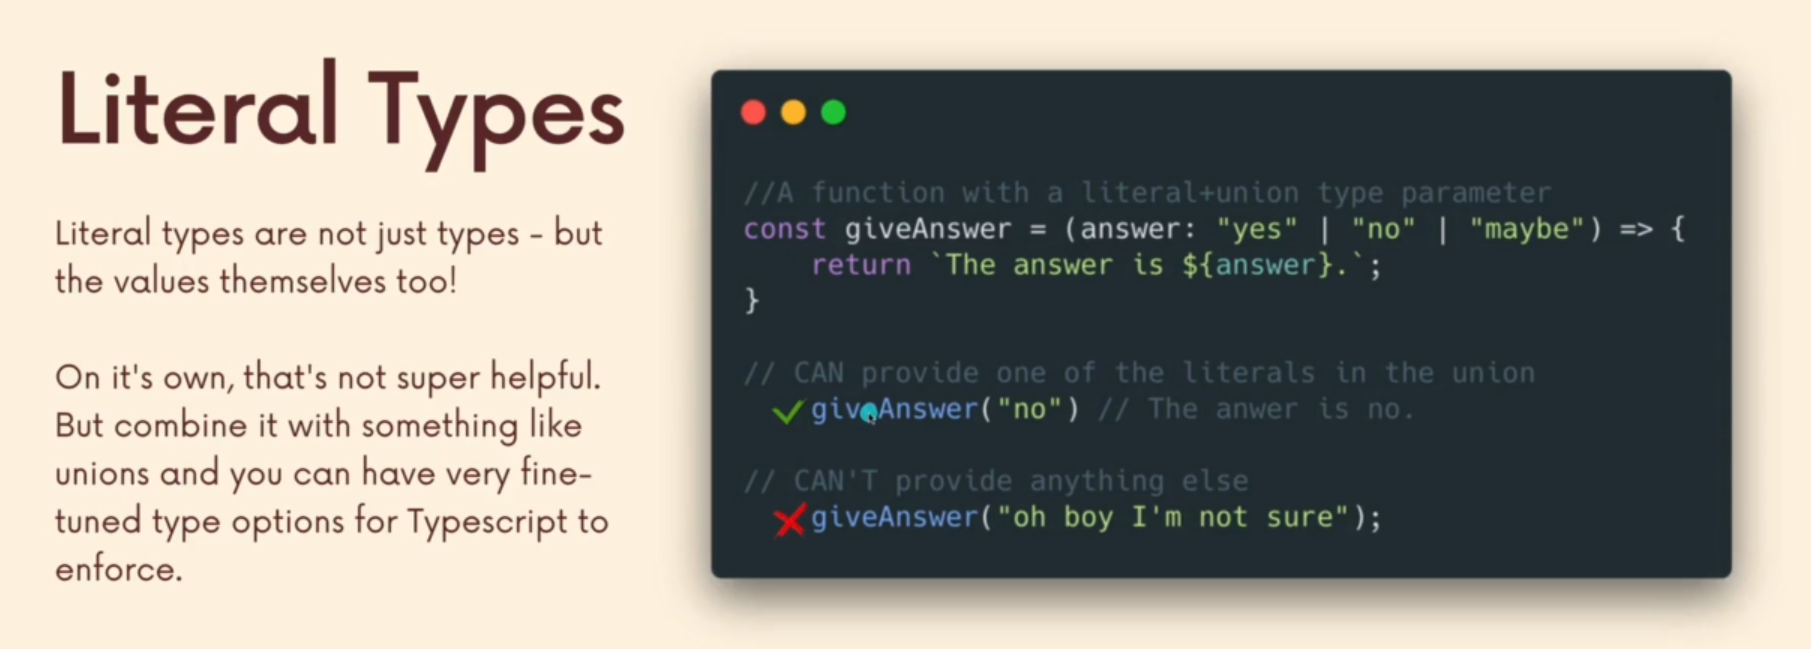 Literal Types
Literal types are not just types - but
the values themselves too!
On it's own, that's not super helpful.
But combine it with something like
unions and you can have very fine-
tuned type options for Typescript to
enforce.
//A function with a literal+union type parameter
const giveAnswer = (answer: "yes" | "no" | "maybe") => {
    return `The answer is ${answer}.`;
}
// CAN provide one of the literals in the union
giveAnswer("no") // The anwer is no.
// CAN'T provide anything else
giveAnswer("oh boy I'm not sure");